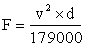 F = v² × d / 179000